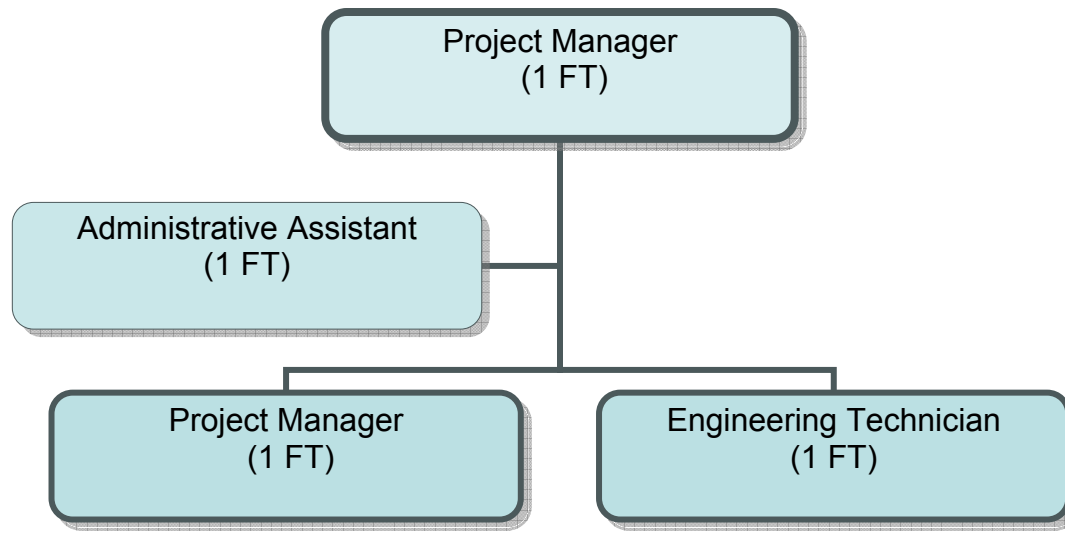 Project Manager
(1 FT)
Administrative Assistant
(1 FT)
Project Manager
(1 FT)
Engineering Technician
(1 FT)